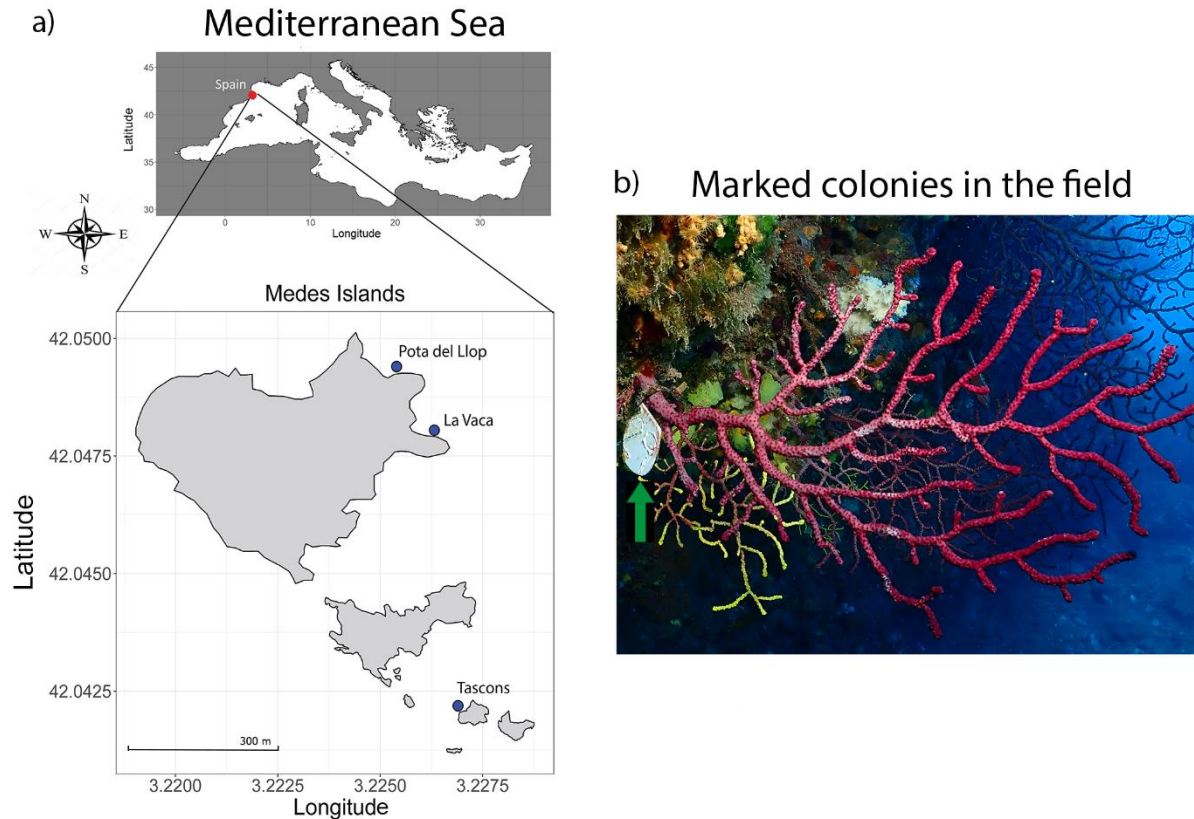 a)
Mediterranean Sea
45
40
35
30
Latitude
Spain
0
10
20
30
Longitude
N
W
E
S
Medes Islands
42.0500
42.0475
42.0450
42.0425
Latitude
Pota del Llop
La Vaca
Tascons
300 m
3.2200
3.2225
3.2250
3.2275
Longitude
b)
Marked colonies in the field